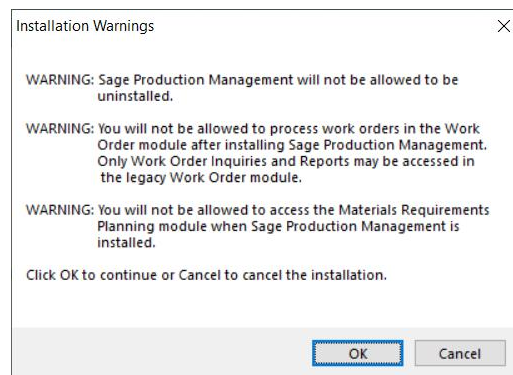 Installation Warnings
WARNING: Sage Production Management will not be allowed to be
uninstalled.
WARNING: You will not be allowed to process work orders in the Work
Order module after installing Sage Production Management.
Only Work Order Inquiries and Reports may be accessed in
the legacy Work Order module.
WARNING: You will not be allowed to access the Materials Requirements
Planning module when Sage Production Management is
installed.
Click OK to continue or Cancel to cancel the installation.
OK
Cancel